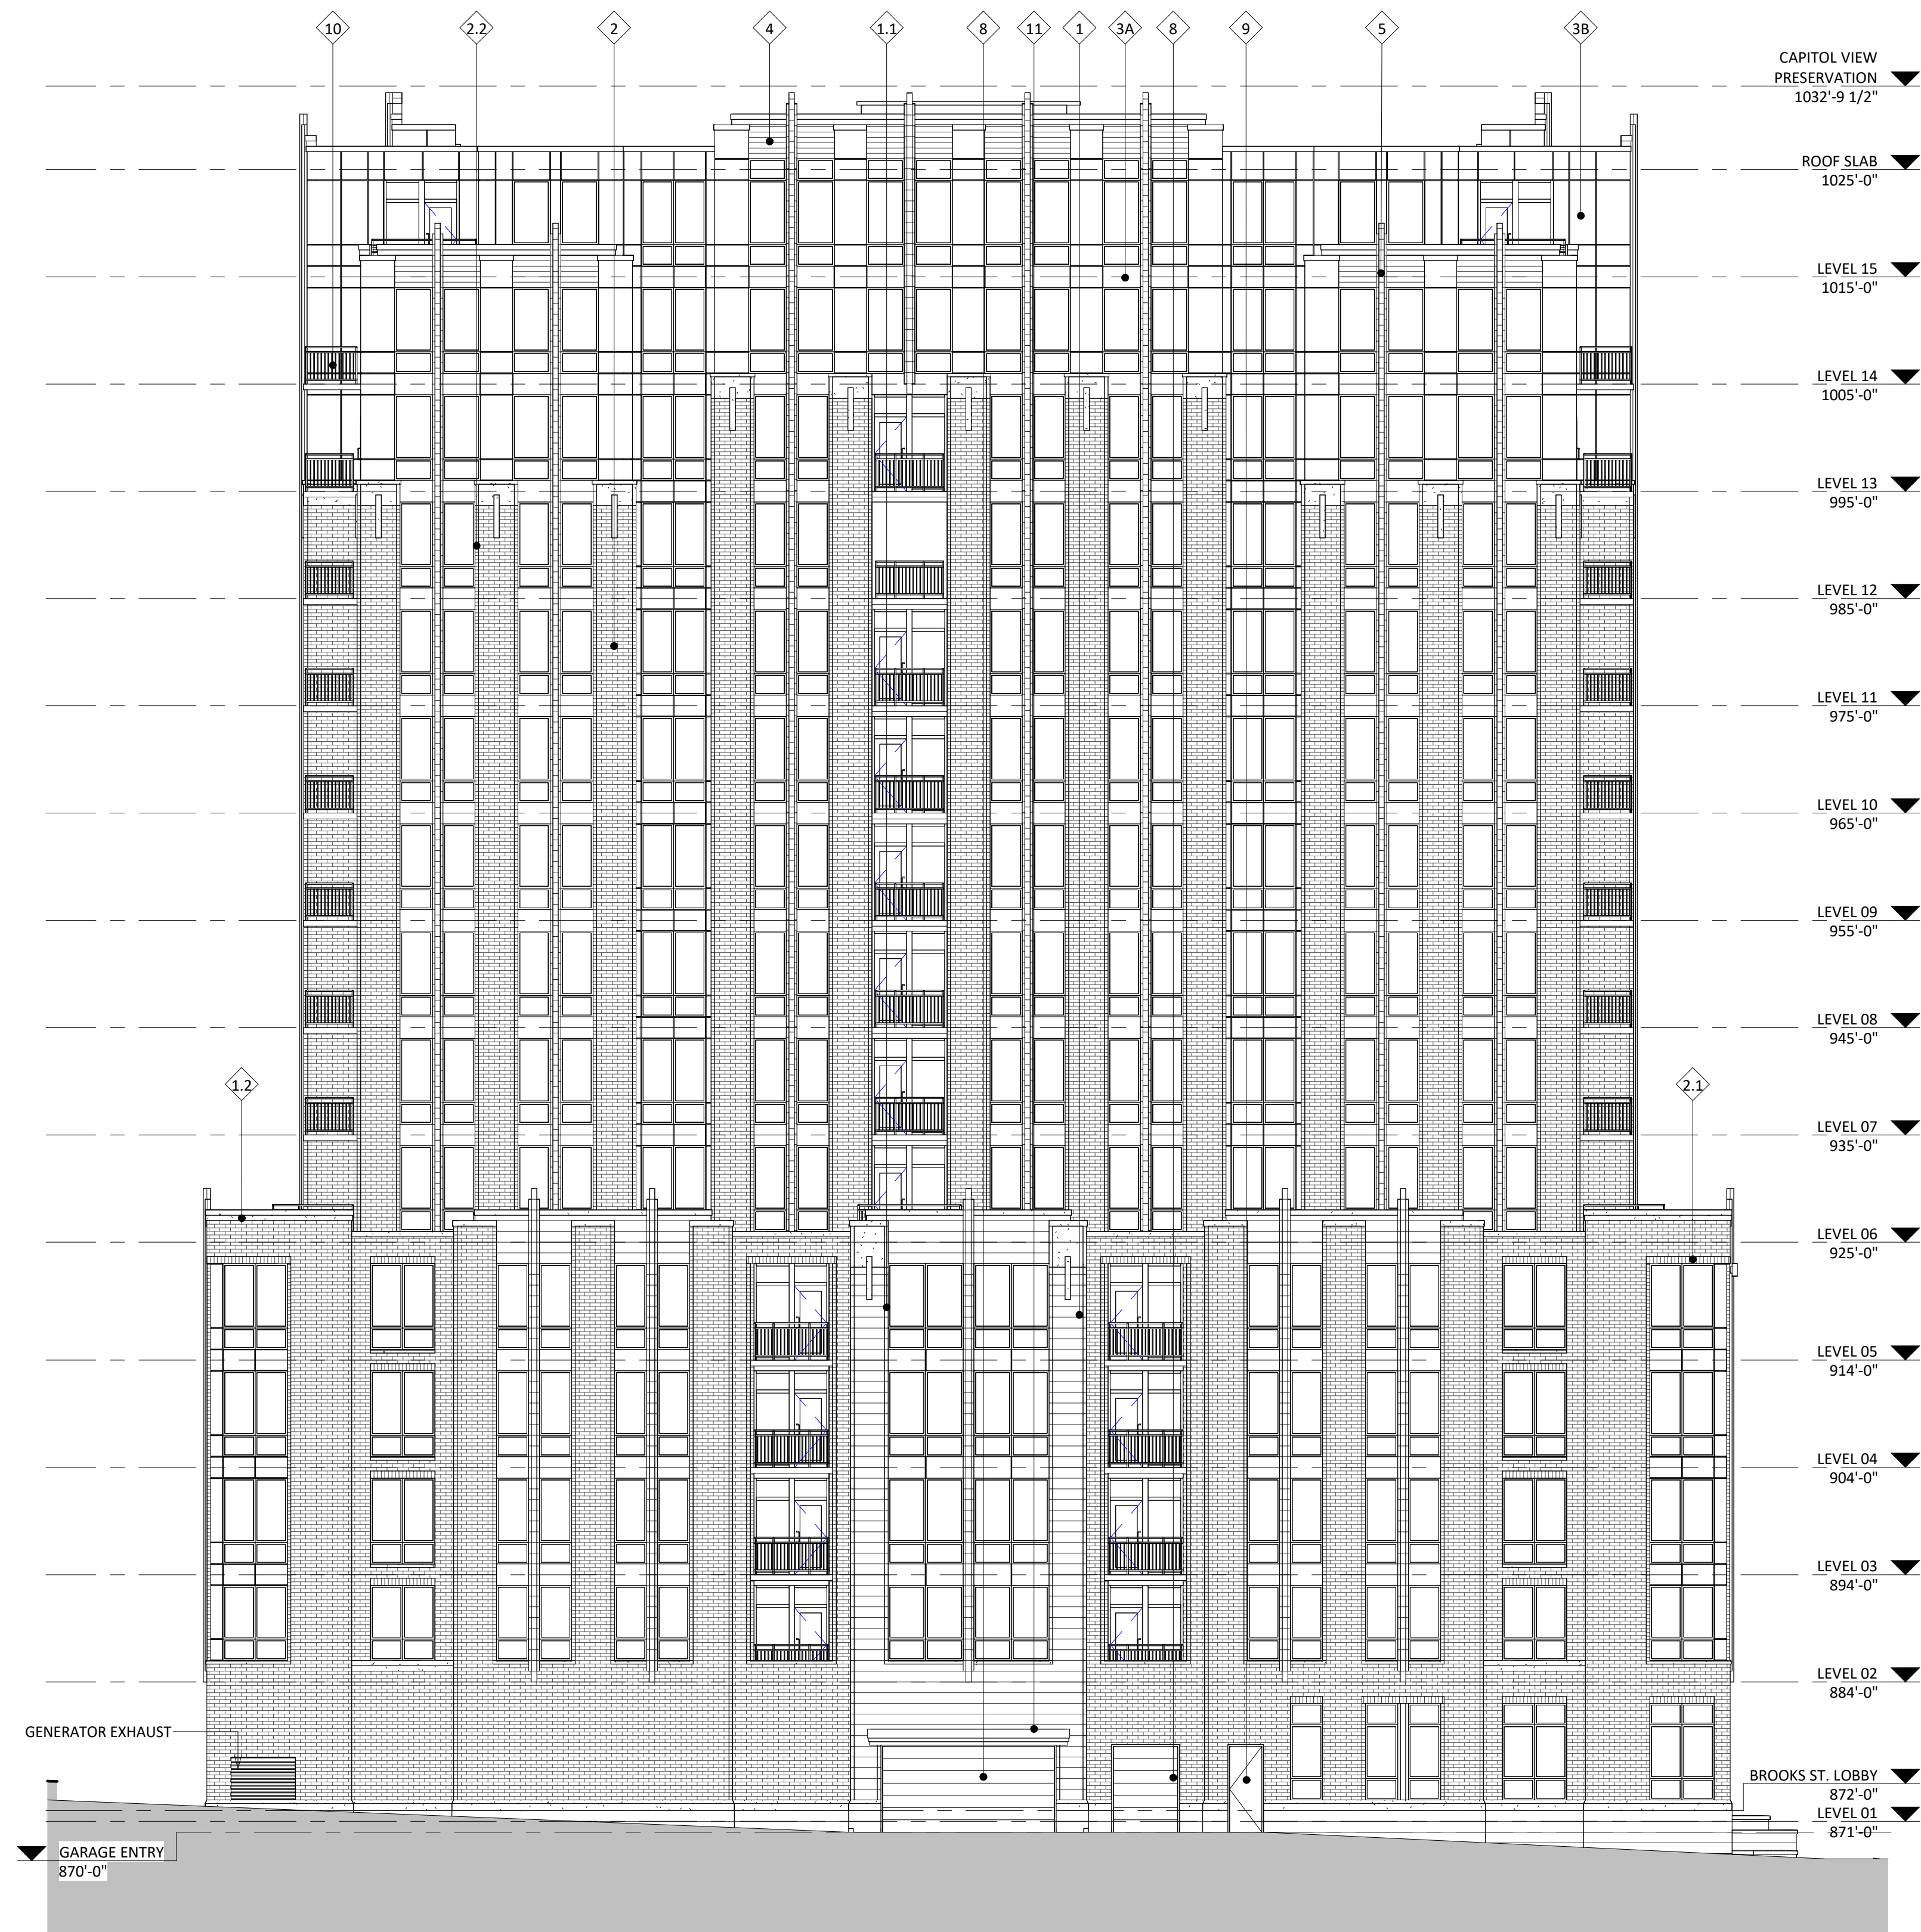 10
2.2
2
4
1.1
8
11
1
3A
8
9
5
3B
CAPITOL VIEW
PRESERVATION
1032'-9 1/2"
ROOF SLAB
1025'-0"
LEVEL 15
1015'-0"
LEVEL 14
1005'-0"
LEVEL 13
995'-0"
LEVEL 12
985'-0"
LEVEL 11
975'-0"
LEVEL 10
965'-0"
LEVEL 09
955'-0"
LEVEL 08
945'-0"
1.2
2.1
LEVEL 07
935'-0"
LEVEL 06
925'-0"
LEVEL 05
914'-0"
LEVEL 04
904'-0"
LEVEL 03
894'-0"
LEVEL 02
884'-0"
GENERATOR EXHAUST
BROOKS ST. LOBBY
872'-0"
LEVEL 01
871'-0"
GARAGE ENTRY
870'-0"